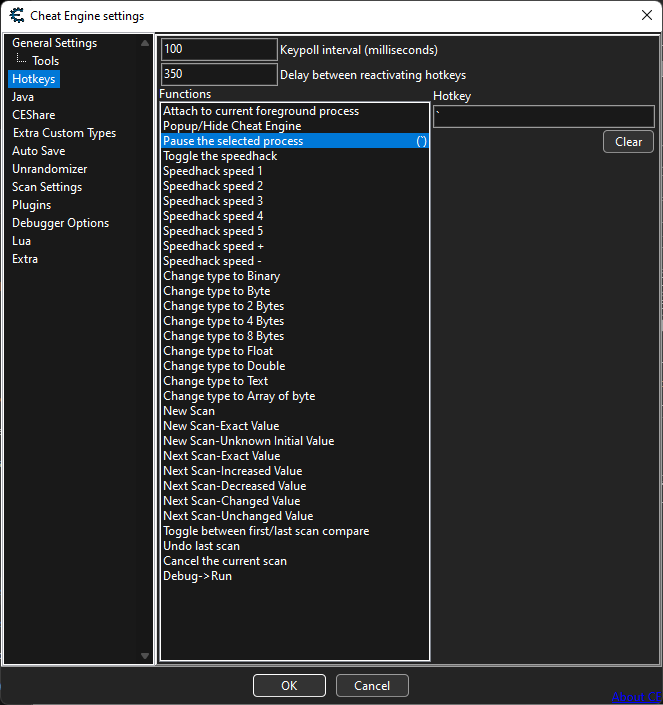 Cheat Engine settings
General Settings
Tools
Hotkeys
Java
CEShare
Extra Custom Types
Auto Save
Unrandomizer
Scan Settings
Plugins
Debugger Options
Lua
Extra
100 Keypoll interval (milliseconds)
350 Delay between reactivating hotkeys
Functions
Attach to current foreground process
Popup/Hide Cheat Engine
Pause the selected process (`)
Toggle the speedhack
Speedhack speed 1
Speedhack speed 2
Speedhack speed 3
Speedhack speed 4
Speedhack speed 5
Speedhack speed +
Speedhack speed -
Change type to Binary
Change type to Byte
Change type to 2 Bytes
Change type to 4 Bytes
Change type to 8 Bytes
Change type to Float
Change type to Double
Change type to Text
Change type to Array of byte
New Scan
New Scan-Exact Value
New Scan-Unknown Initial Value
Next Scan-Exact Value
Next Scan-Increased Value
Next Scan-Decreased Value
Next Scan-Changed Value
Next Scan-Unchanged Value
Toggle between first/last scan compare
Undo last scan
Cancel the current scan
Debug->Run
Hotkey
`
Clear
OK
Cancel
About CE